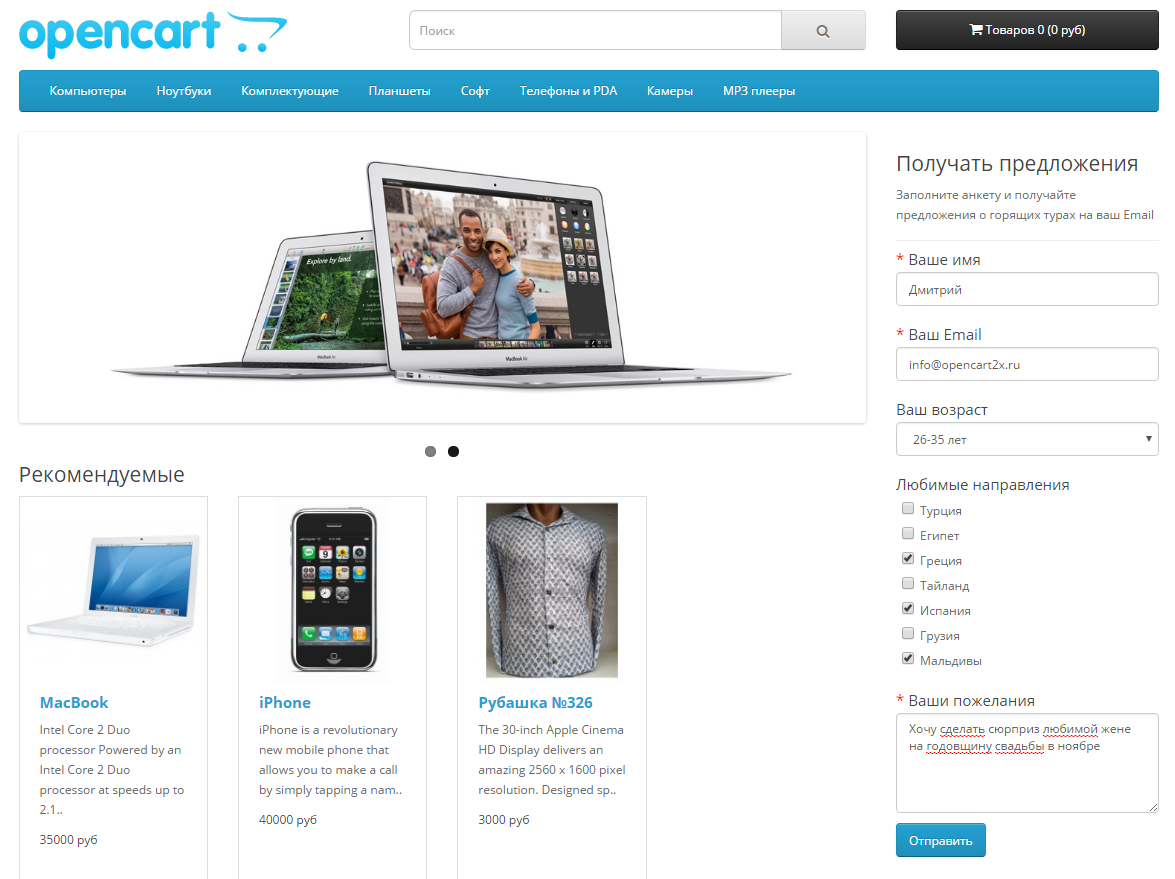 opencart
Поиск
Товаров 0 (0 руб)
Компьютеры Ноутбуки Комплектующие Планшеты Софт Телефоны и PDA Камеры MP3 плееры
Explore by land.
MacBook Air
MacBook Air
Рекомендуемые
MacBook
Intel Core 2 Duo
processor Powered by an
Intel Core 2 Duo
processor at speeds up to
2.1..
35000 руб
iPhone
iPhone is a revolutionary
new mobile phone that
allows you to make a call
by simply tapping a nam..
40000 руб
Рубашка №326
The 30-inch Apple Cinema
HD Display delivers an
amazing 2560 x 1600 pixel
resolution. Designed sp..
3000 руб
Получать предложения
Заполните анкету и получайте
предложения о горящих турах на ваш Email
* Ваше имя
Дмитрий
* Ваш Email
info@opencart2x.ru
Ваш возраст
26-35 лет
Любимые направления
Турция
Египет
Греция
Тайланд
Испания
Грузия
Мальдивы
* Ваши пожелания
Хочу сделать сюрприз любимой жене
на годовщину свадьбы в ноябре
Отправить